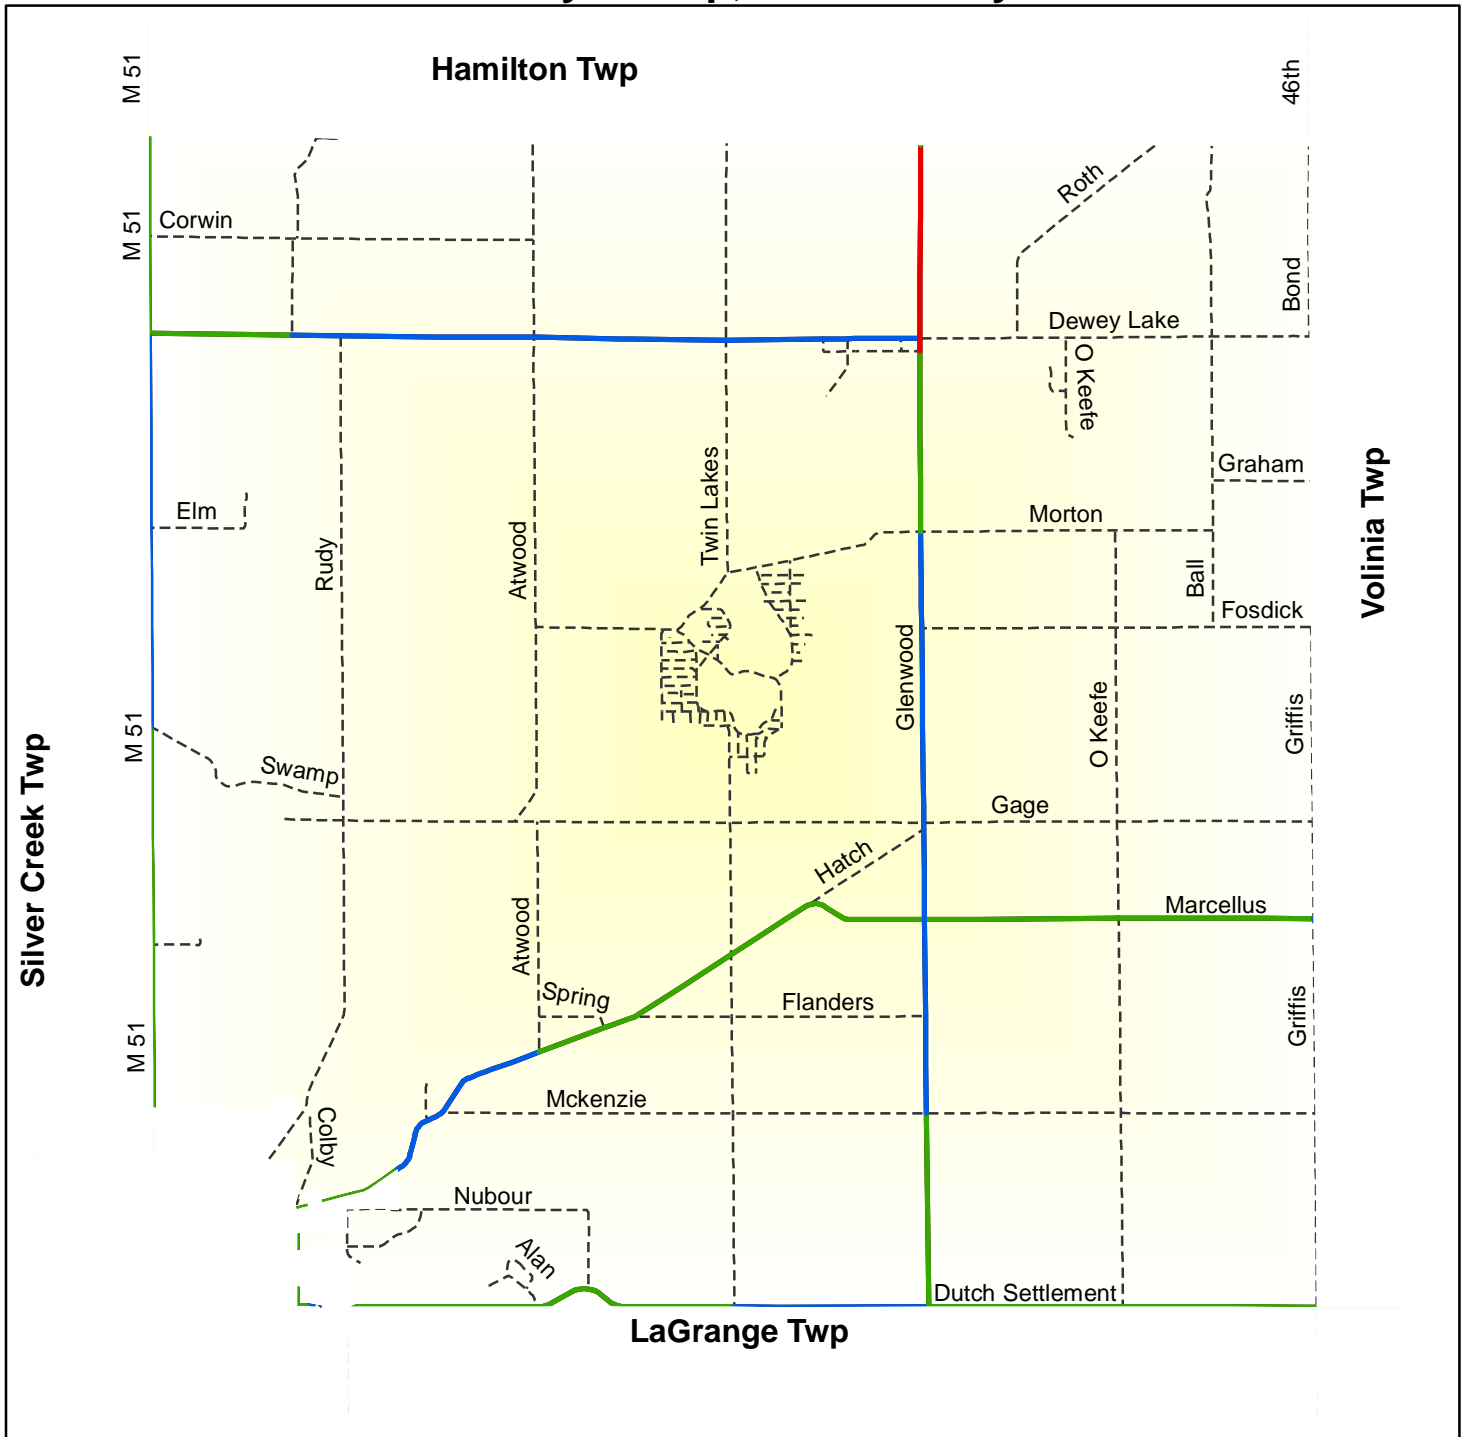 Hamilton Twp
M 51
46th
Roth
Corwin
M 51
Bond
Dewey Lake
O Keefe
Twin Lakes
Graham
Volinia Twp
Elm
Morton
Rudy
Atwood
Ball
Fosdick
Glenwood
O Keefe
Griffis
M 51
Silver Creek Twp
Swamp
Gage
Hatch
Marcellus
Atwood
Spring
Flanders
Griffis
M 51
Mckenzie
Colby
Nubour
Alan
Dutch Settlement
LaGrange Twp